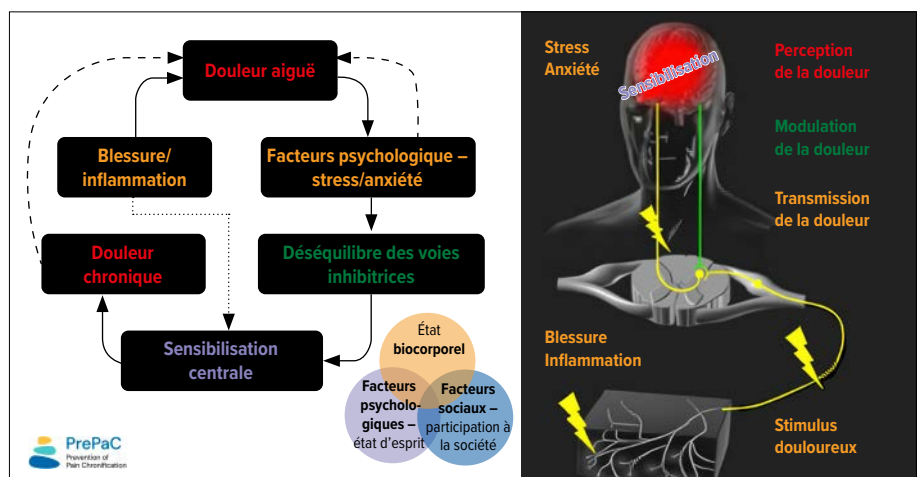 Douleur aiguë
Blessure/
inflammation
Facteurs psychologique –
stress/anxiété
Douleur
chronique
Déséquilibre des voies
inhibitrices
Sensibilisation
centrale
État
biocorporel
Facteurs
psycholo-
giques –
état d'esprit
Facteurs
sociaux –
participation à
la société
PrePaC
Prevention of
Pain Chronification
Stress
Anxiété
Sensibilisation
Perception
de la douleur
Modulation
de la douleur
Transmission
de la douleur
Blessure
Inflammation
Stimulus
douloureux